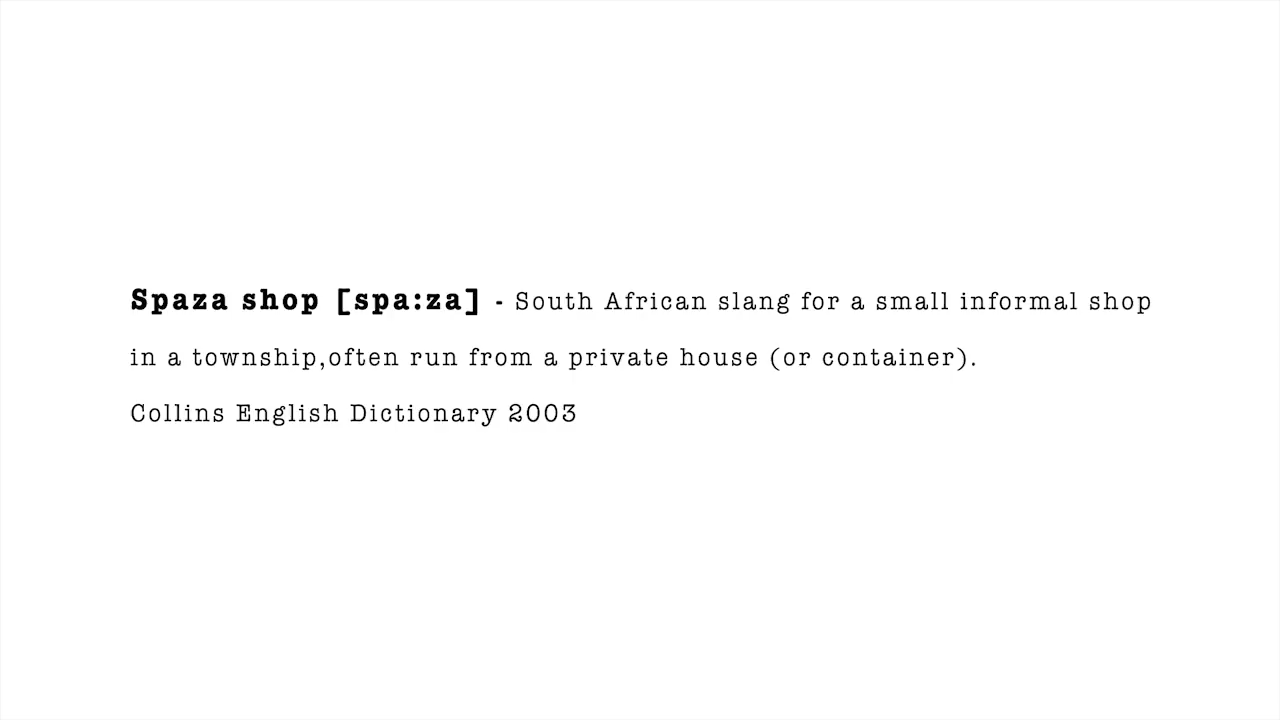 Spaza shop [spa:za] - South African slang for a small informal shop
in a township,often run from a private house (or container).
Collins English Dictionary 2003